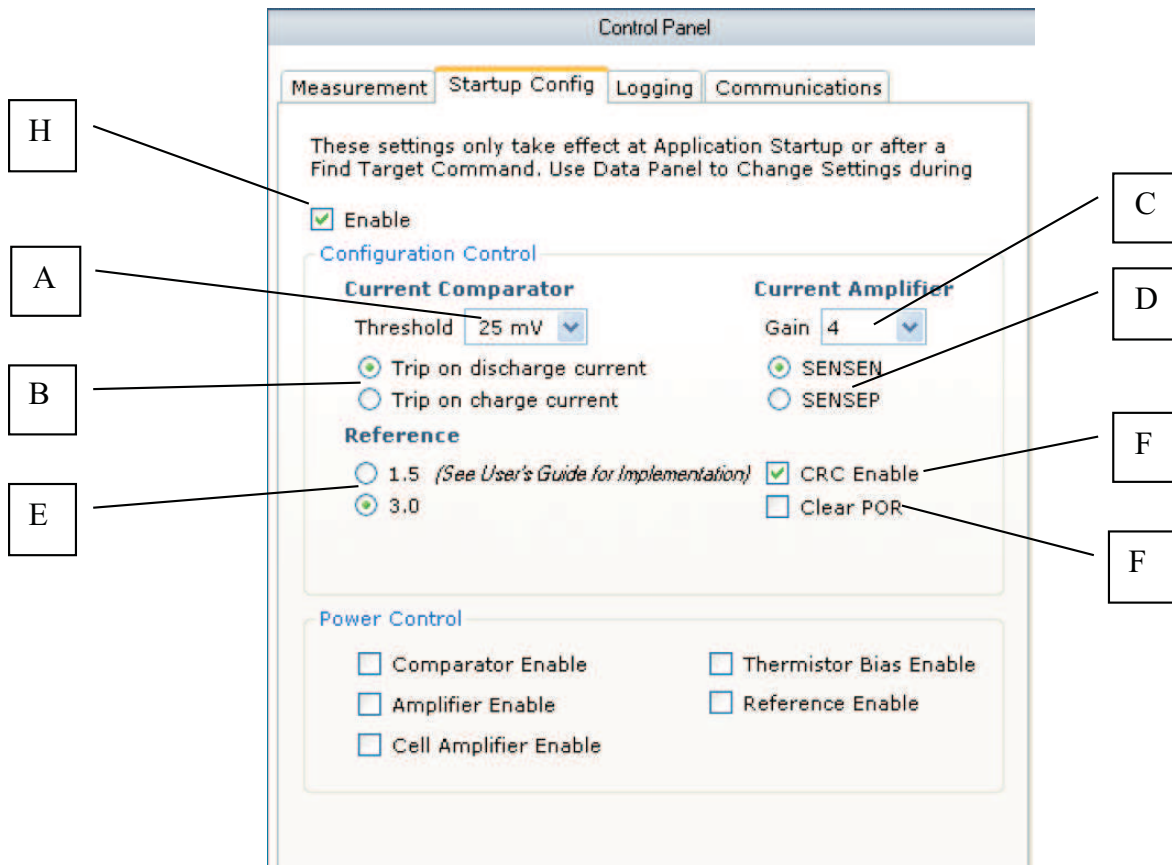 Control Panel
Measurement Startup Config Logging Communications
H
These settings only take effect at Application Startup or after a
Find Target Command. Use Data Panel to Change Settings during
Enable
C
Configuration Control
A
Current Comparator Current Amplifier
D
Threshold 25 mV Gain 4
Trip on discharge current SENSEN
B
Trip on charge current SENSEP
Reference
F
1.5 (See User's Guide for Implementation) CRC Enable
E
3.0 Clear POR
F
Power Control
Comparator Enable Thermistor Bias Enable
Amplifier Enable Reference Enable
Cell Amplifier Enable